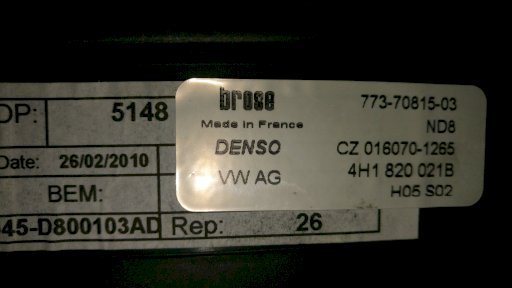 DP: 5148
Date: 26/02/2010
BEM:
45-D800103AD Rep: 26
brose 773-70815-03
Made in France ND8
DENSO CZ 016070-1265
VW AG 4H1 820 021B
H05 S02